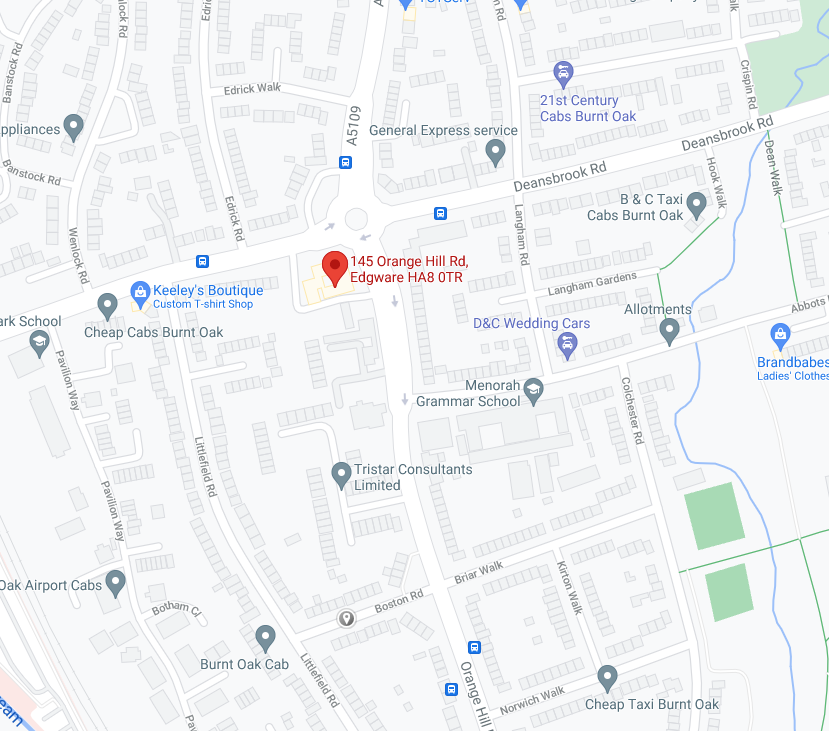 Banstock Rd
Edrick Walk
A5109
General Express service
21st Century
Cabs Burnt Oak
Crispin Rd
Deansbrook Rd
Deansbrook Rd
Dean-Walk
Hook Walk
Banstock Rd
Edrick Rd
Wenlock Rd
Langham Rd
B & C Taxi
Cabs Burnt Oak
145 Orange Hill Rd,
Edgware HA8 0TR
Langham Gardens
Keeley's Boutique
Custom T-shirt Shop
Cheap Cabs Burnt Oak
Allotments
D&C Wedding Cars
Brandbabes
Ladies' Clothes
Pavilion Way
Menorah
Grammar School
Colchester Rd
Littlefield Rd
Tristar Consultants
Limited
Pavilion Way
Briar Walk
Kirton Walk
Oak Airport Cabs
Botham Cl
Boston Rd
Burnt Oak Cab
Littlefield Rd
Orange Hill
Norwich Walk
Cheap Taxi Burnt Oak